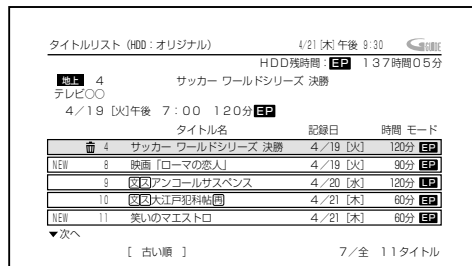 タイトルリスト (HDD：オリジナル) 4/21 [木] 午後 9:30 GGUIDE
HDD残時間：EP 137時間05分
地上 4 サッカー ワールドシリーズ 決勝
テレビ○○
4／19 [火]午後 7：00 120分EP
タイトル名 記録日 時間 モード
4 サッカー ワールドシリーズ 決勝 4／19 [火] 120分 EP
NEW 8 映画「ローマの恋人」 4／19 [火] 90分 EP
9 文スアンコールサスペンス 4／20 [水] 120分 LP
10 文ス大江戸犯科帖再 4／21 [木] 60分 EP
NEW 11 笑いのマエストロ 4／21 [木] 60分 EP
▼次へ
[ 古い順 ] 7／全 11タイトル